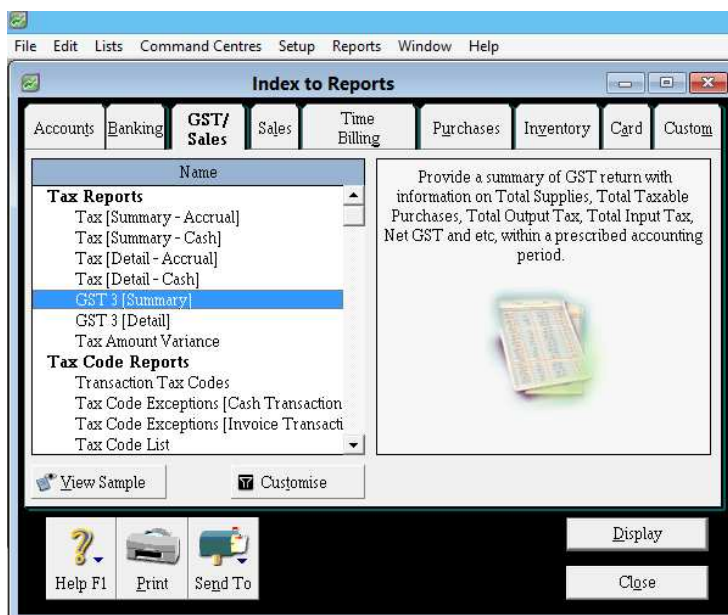 File Edit Lists Command Centres Setup Reports Window Help
Index to Reports
Accounts Banking GST/ Sales Sales Time Billing Purchases Inventory Card Custom
Name
Tax Reports
Tax [Summary - Accrual]
Tax [Summary - Cash]
Tax [Detail - Accrual]
Tax [Detail - Cash]
GST 3 [Summary]
GST 3 [Detail]
Tax Amount Variance
Tax Code Reports
Transaction Tax Codes
Tax Code Exceptions [Cash Transaction
Tax Code Exceptions [Invoice Transacti
Tax Code List
Provide a summary of GST return with
information on Total Supplies, Total Taxable
Purchases, Total Output Tax, Total Input Tax,
Net GST and etc, within a prescribed accounting
period.
View Sample Customise
Help F1 Print Send To
Display
Close